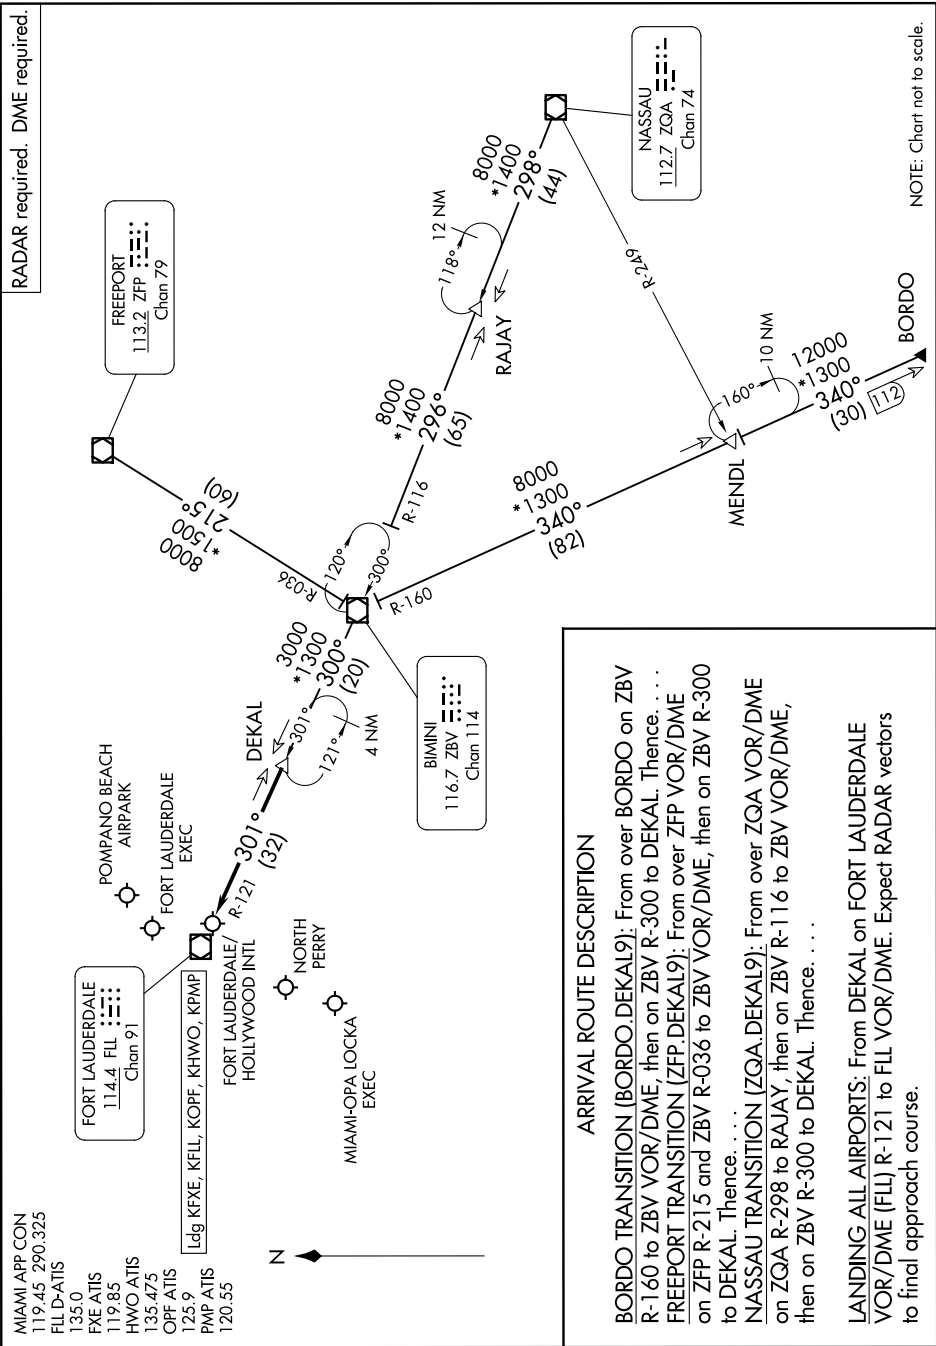 RADAR required. DME required.
MIAMI APP CON
119.45 290.325
FLL D-ATIS
135.0
FXE ATIS
119.85
HWO ATIS
135.475
OPF ATIS
125.9
PMP ATIS
120.55
FORT LAUDERDALE
114.4 FLL
Chan 91
Ldg KFXE, KFLL, KOPF, KHWO, KPMP
POMPANO BEACH
AIRPARK
FORT LAUDERDALE
EXEC
FORT LAUDERDALE/
HOLLYWOOD INTL
NORTH
PERRY
MIAMI-OPA LOCKA
EXEC
N
R-121
301°
(32)
DEKAL
301°
121°
4 NM
3000
*1300
300°
(20)
BIMINI
116.7 ZBV
Chan 114
120°
300°
FREEPORT
113.2 ZFP
Chan 79
8000
*1500
215°
(60)
R-036
R-116
8000
*1400
296°
(65)
RAJAY
118°
12 NM
8000
*1400
298°
(44)
NASSAU
112.7 ZQA
Chan 74
R-249
R-160
8000
*1300
340°
(82)
MENDL
160°
10 NM
12000
*1300
340°
(30)
112
BORDO
NOTE: Chart not to scale.
ARRIVAL ROUTE DESCRIPTION
BORDO TRANSITION (BORDO.DEKAL9): From over BORDO on ZBV
R-160 to ZBV VOR/DME, then on ZBV R-300 to DEKAL. Thence. . . .
FREEPORT TRANSITION (ZFP.DEKAL9): From over ZFP VOR/DME
on ZFP R-215 and ZBV R-036 to ZBV VOR/DME, then on ZBV R-300
to DEKAL. Thence. . . .
NASSAU TRANSITION (ZQA.DEKAL9): From over ZQA VOR/DME
on ZQA R-298 to RAJAY, then on ZBV R-116 to ZBV VOR/DME,
then on ZBV R-300 to DEKAL. Thence. . . .
LANDING ALL AIRPORTS: From DEKAL on FORT LAUDERDALE
VOR/DME (FLL) R-121 to FLL VOR/DME. Expect RADAR vectors
to final approach course.